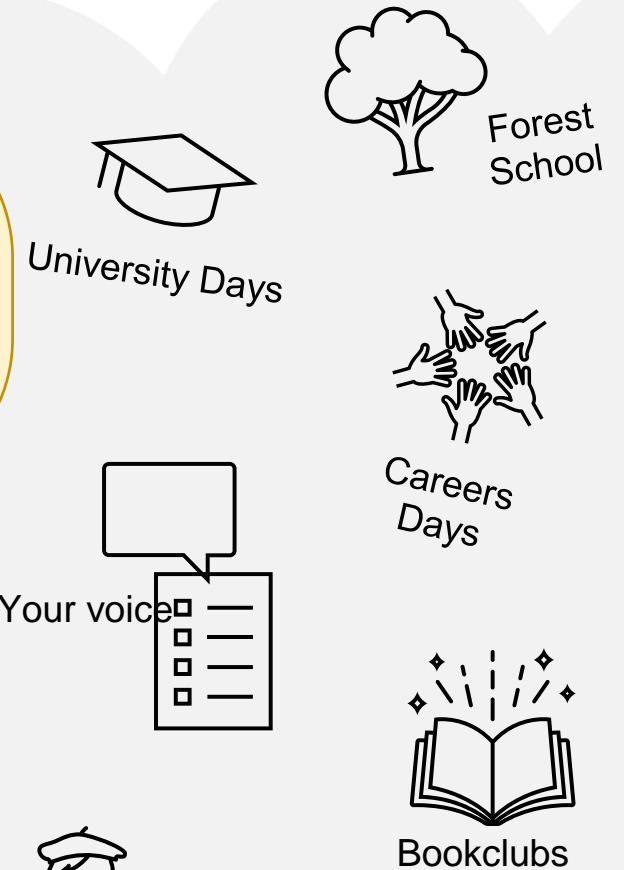 Forest
School
University Days
Careers
Days
Your voice
Bookclubs